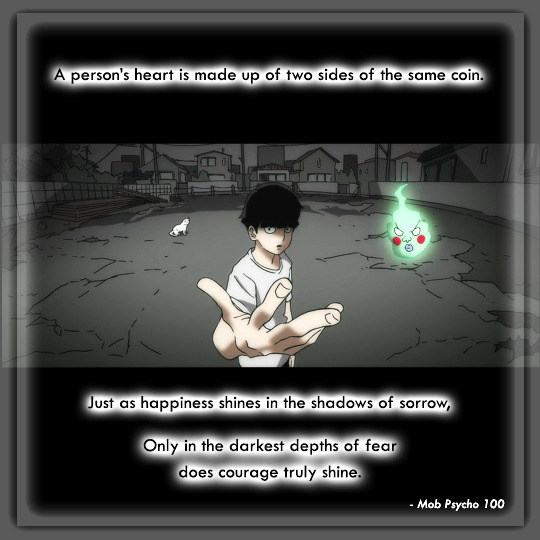 A person's heart is made up of two sides of the same coin.
Just as happiness shines in the shadows of sorrow,
Only in the darkest depths of fear
does courage truly shine.
- Mob Psycho 100